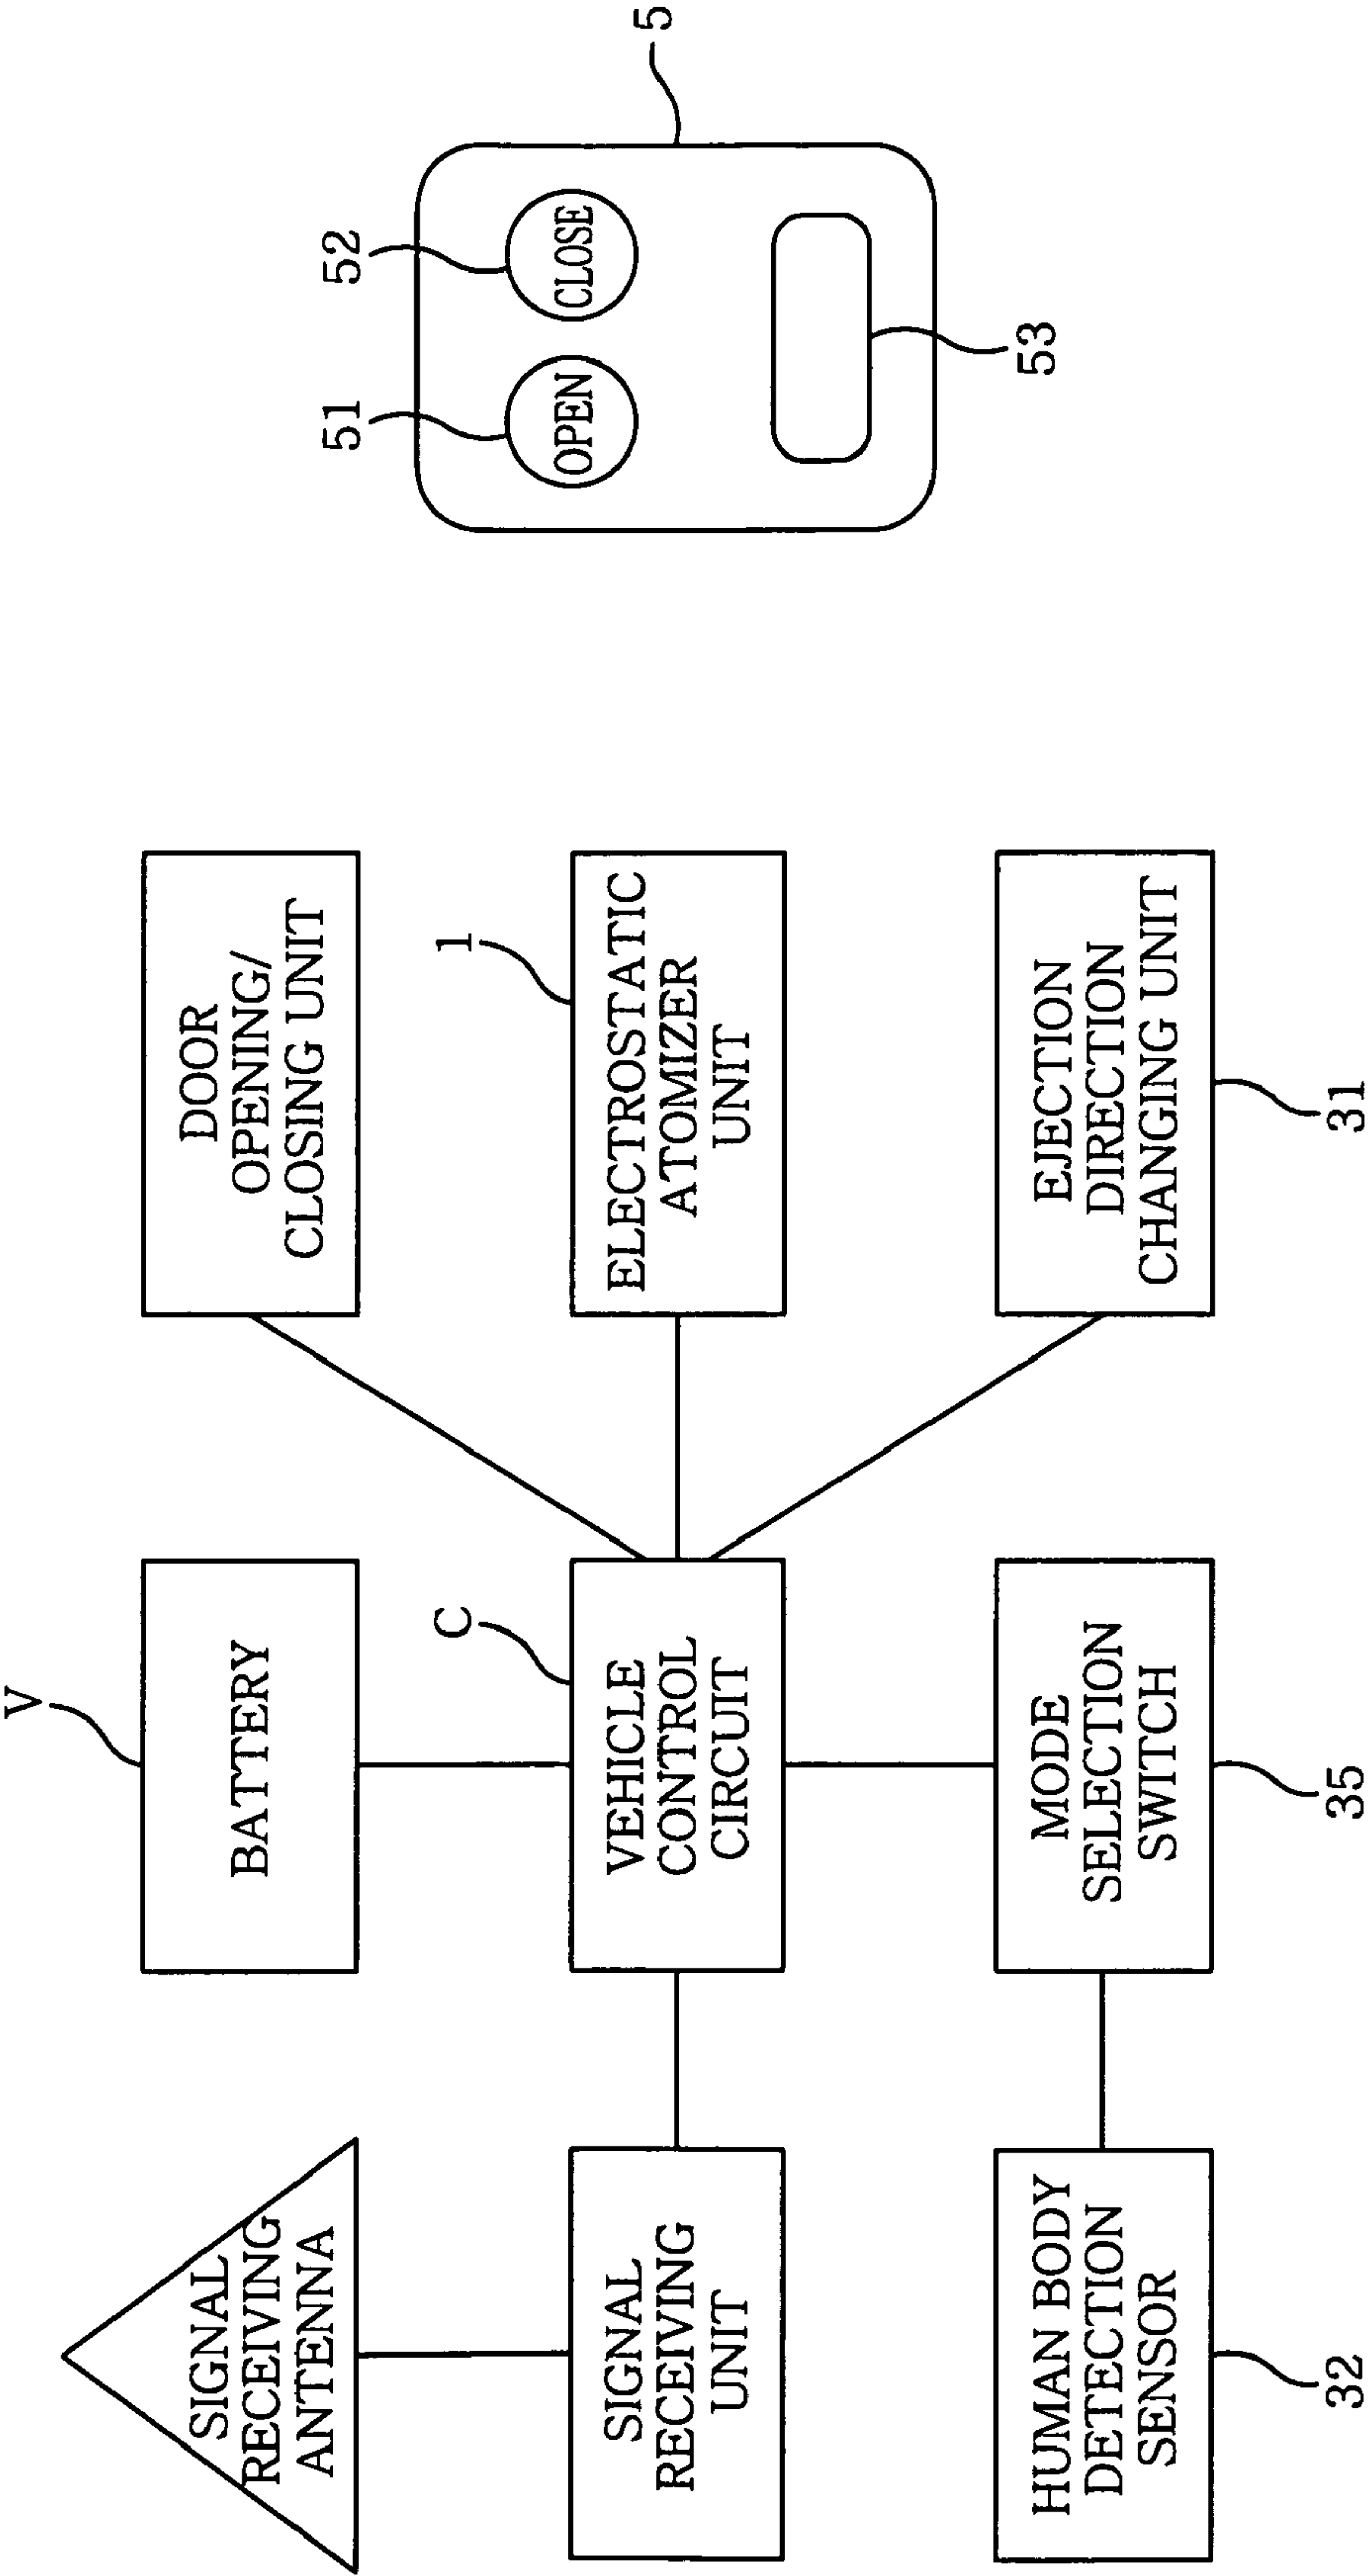 V
SIGNAL
RECEIVING
ANTENNA
BATTERY
DOOR
OPENING/
CLOSING UNIT
51
52
5
OPEN
CLOSE
53
C
1
SIGNAL
RECEIVING
UNIT
VEHICLE
CONTROL
CIRCUIT
ELECTROSTATIC
ATOMIZER
UNIT
HUMAN BODY
DETECTION
SENSOR
MODE
SELECTION
SWITCH
EJECTION
DIRECTION
CHANGING UNIT
32
35
31